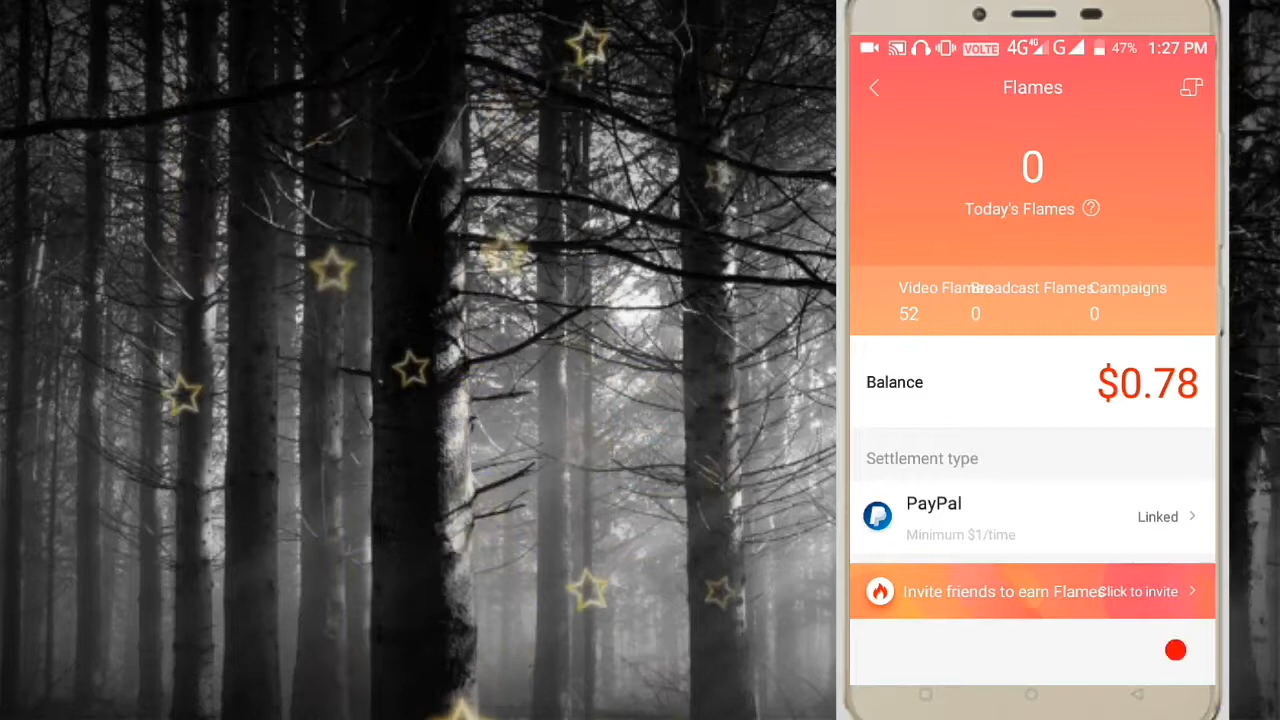 VOLTE 4G 4G G 47% 1:27 PM
Flames
0
Today's Flames ?
Video Flames Broadcast Flames Campaigns
52 0 0
Balance $0.78
Settlement type
PayPal
Linked
Minimum $1/time
Invite friends to earn Flames Click to invite